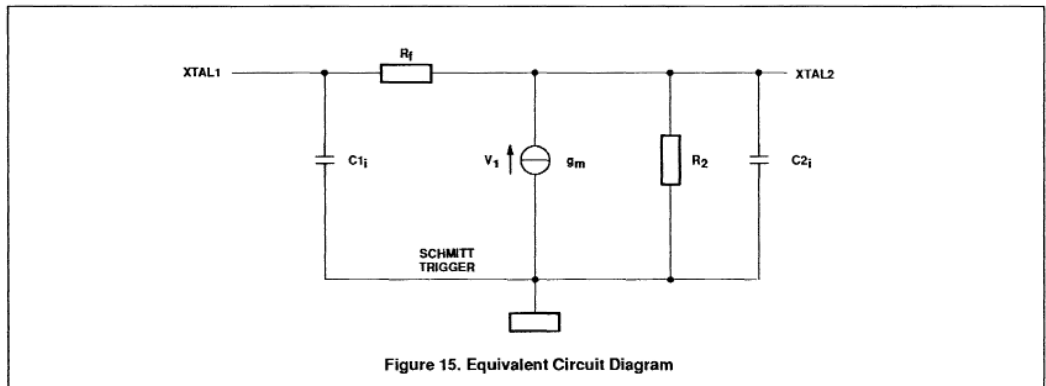 Rf
XTAL1
XTAL2
C1i
V1
gm
R2
C2i
SCHMITT
TRIGGER
Figure 15. Equivalent Circuit Diagram